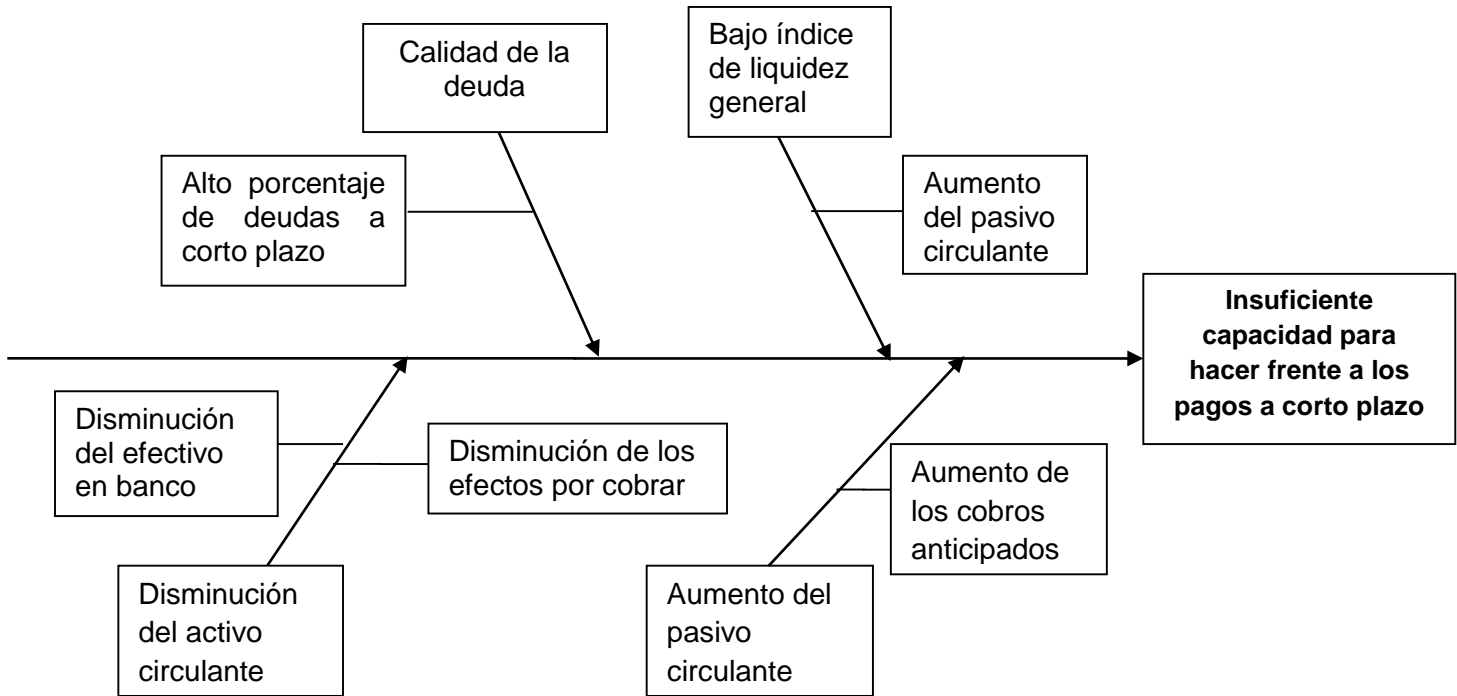 Calidad de la
deuda
Bajo índice
de liquidez
general
Alto porcentaje
de deudas a
corto plazo
Aumento
del pasivo
circulante
Insuficiente
capacidad para
hacer frente a los
pagos a corto plazo
Disminución
del efectivo
en banco
Disminución de los
efectos por cobrar
Aumento de
los cobros
anticipados
Disminución
del activo
circulante
Aumento del
pasivo
circulante